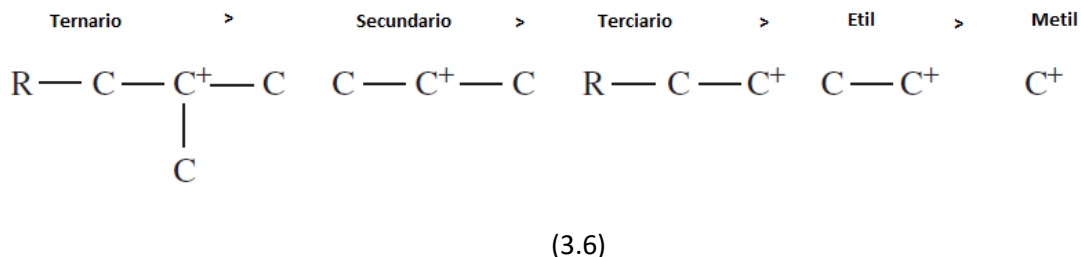 Ternario > Secundario > Terciario > Etil > Metil
R — C — C⁺ — C C — C⁺ — C R — C — C⁺ C — C⁺ C⁺
C
(3.6)